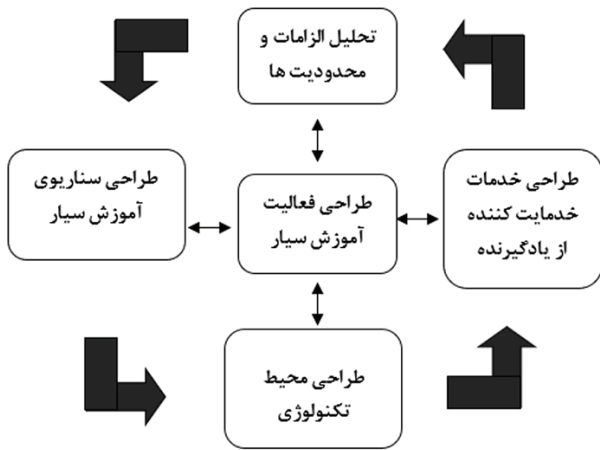 تحلیل الزامات و
محدودیت ها
طراحی خدمات
خدمایت کننده
از یادگیرنده
طراحی فعالیت
آموزش سیار
طراحی سناریوی
آموزش سیار
طراحی محیط
تکنولوژی